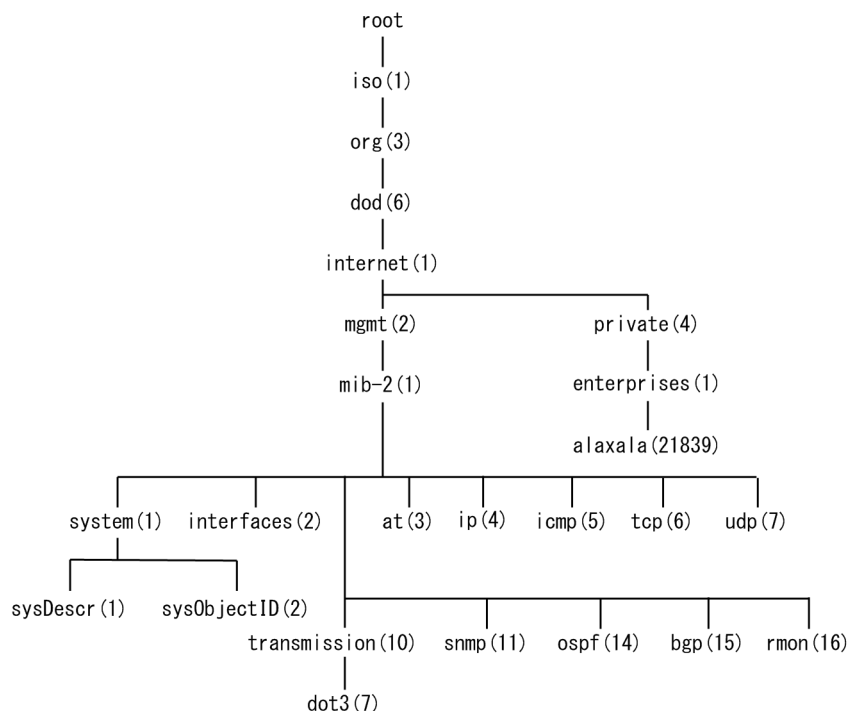 root
iso(1)
org(3)
dod(6)
internet(1)
mgmt(2) private(4)
mib-2(1) enterprises(1)
alaxala(21839)
system(1) interfaces(2) at(3) ip(4) icmp(5) tcp(6) udp(7)
sysDescr(1) sysObjectID(2)
transmission(10) snmp(11) ospf(14) bgp(15) rmon(16)
dot3(7)